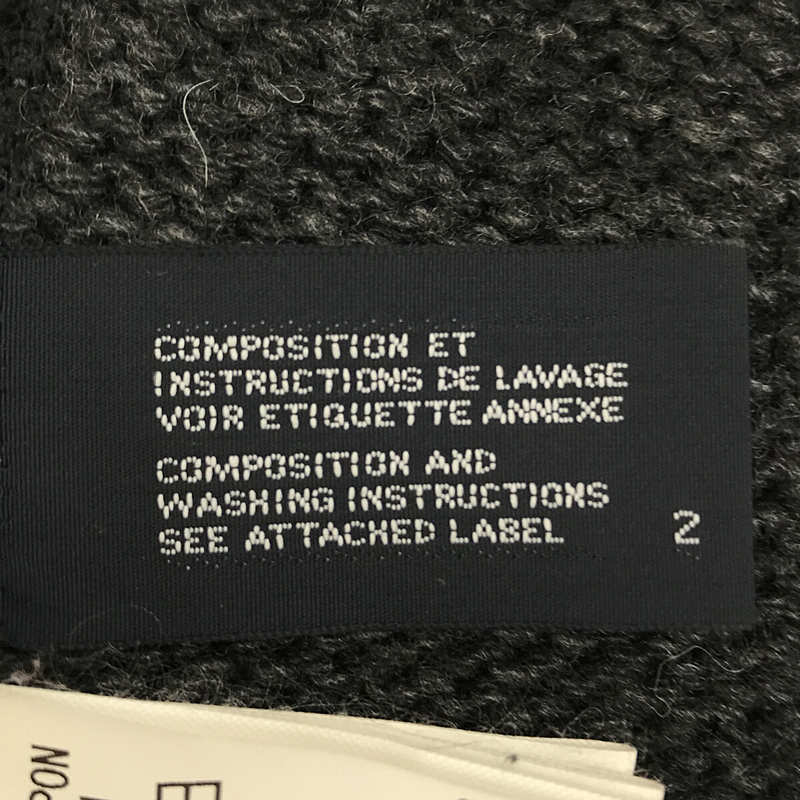 COMPOSITION ET
INSTRUCTIONS DE LAVAGE
VOIR ETIQUETTE ANNEXE
COMPOSITION AND
WASHING INSTRUCTIONS
SEE ATTACHED LABEL 2